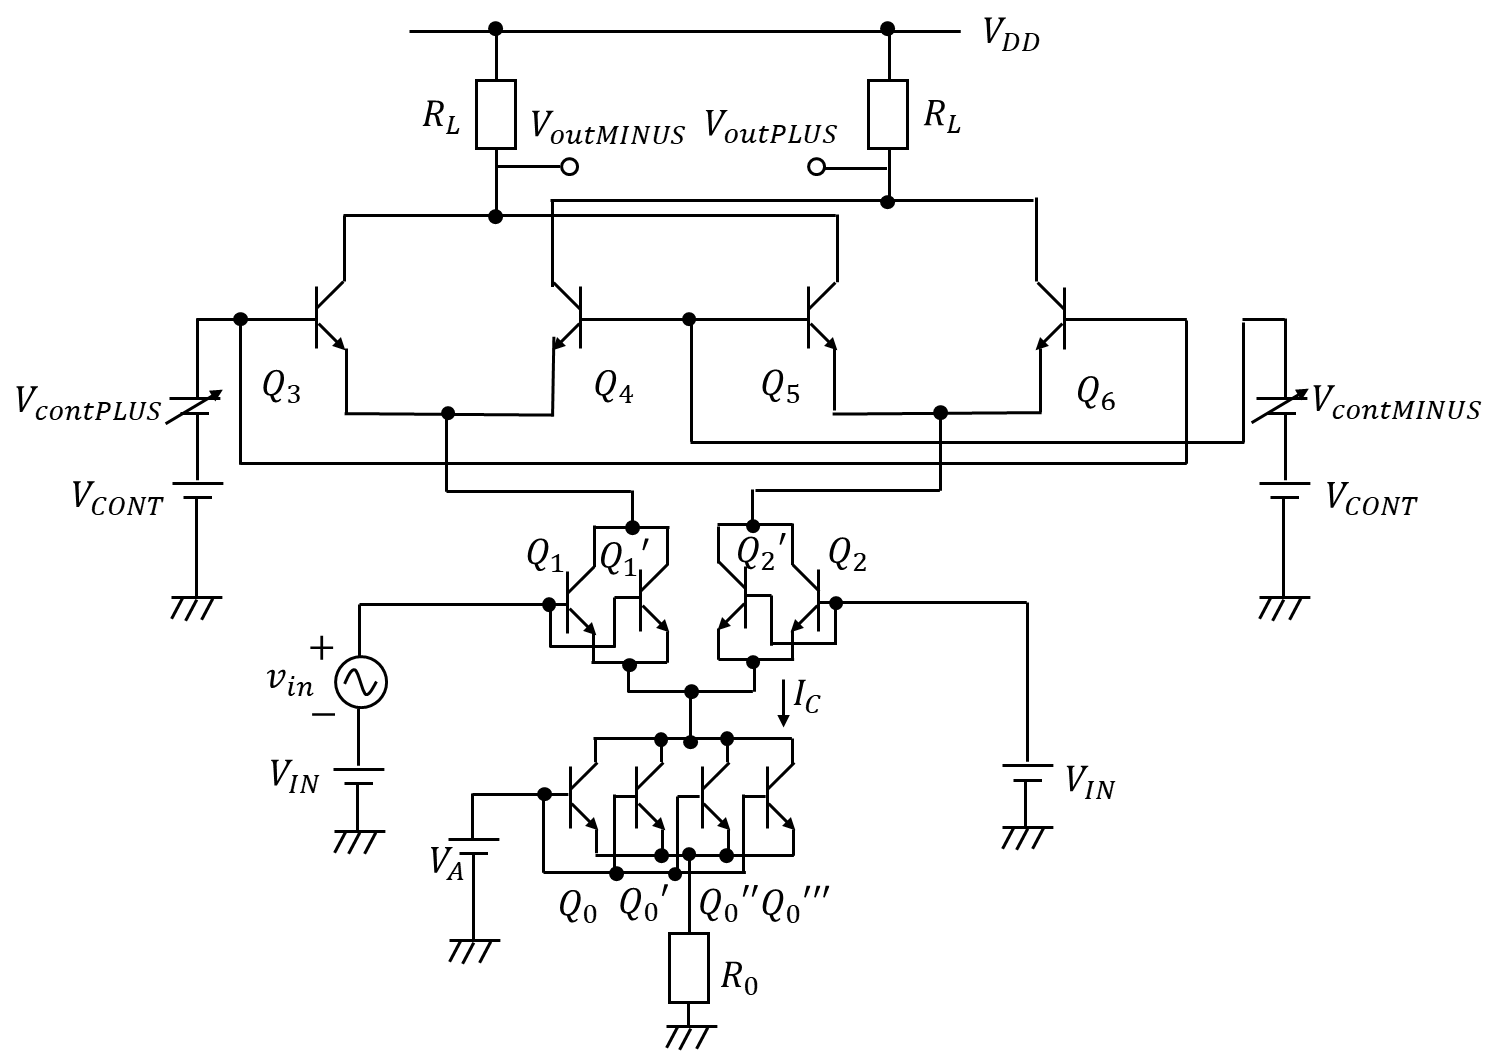 V_DD
R_L
V_outMINUS
V_outPLUS
R_L
Q_3
Q_4
Q_5
Q_6
V_contPLUS
V_contMINUS
V_CONT
V_CONT
Q_1
Q_1'
Q_2'
Q_2
+
v_in
−
I_C
V_IN
V_IN
V_A
Q_0
Q_0'
Q_0''
Q_0'''
R_0